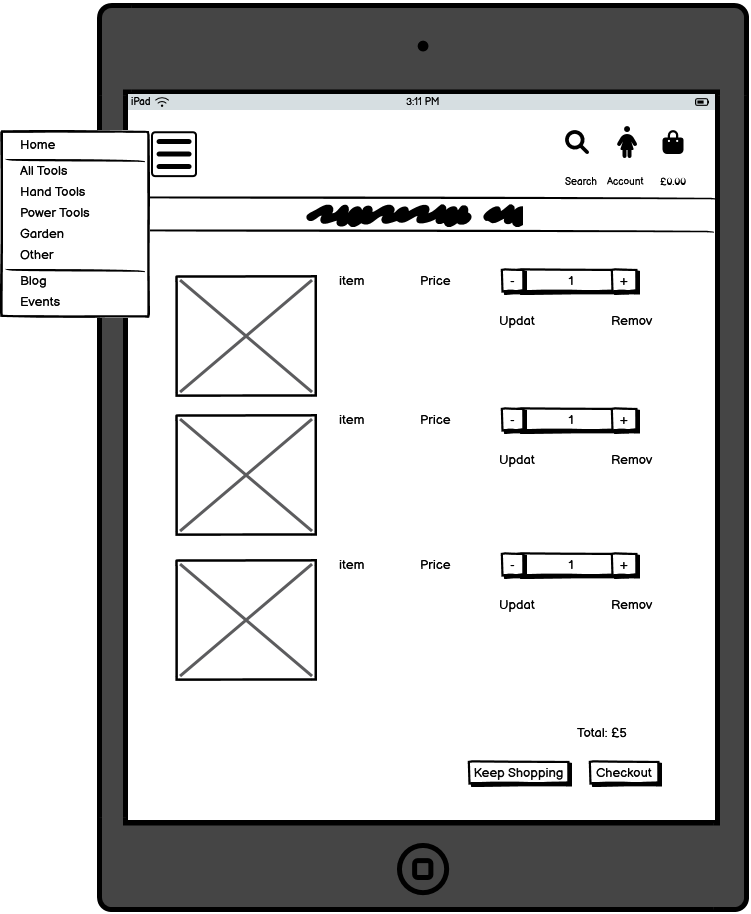 iPad 3:11 PM
Home
All Tools
Hand Tools
Power Tools
Garden
Other
Blog
Events
Search Account £0.00
item Price - 1 +
Updat Remov
item Price - 1 +
Updat Remov
item Price - 1 +
Updat Remov
Total: £5
Keep Shopping Checkout